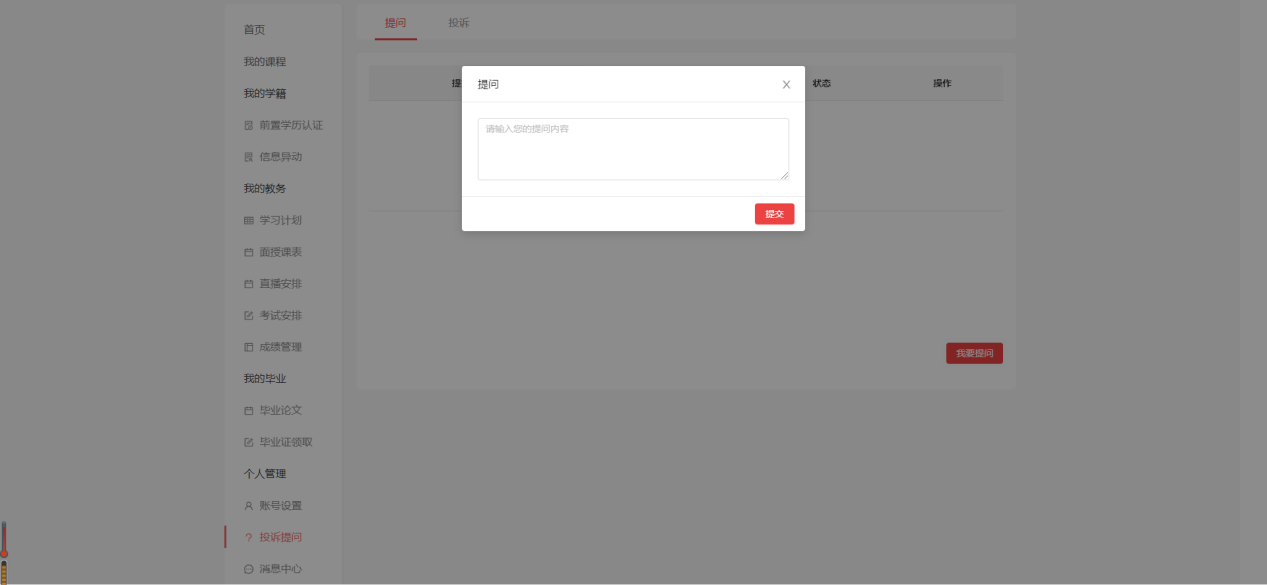 首页
我的课程
我的学籍
前置学历认证
信息异动
我的教务
学习计划
面授课表
直播安排
考试安排
成绩管理
我的毕业
毕业论文
毕业证领取
个人管理
账号设置
投诉提问
消息中心
提问 投诉
提 状态 操作
提问
请输入您的提问内容
提交
我要提问